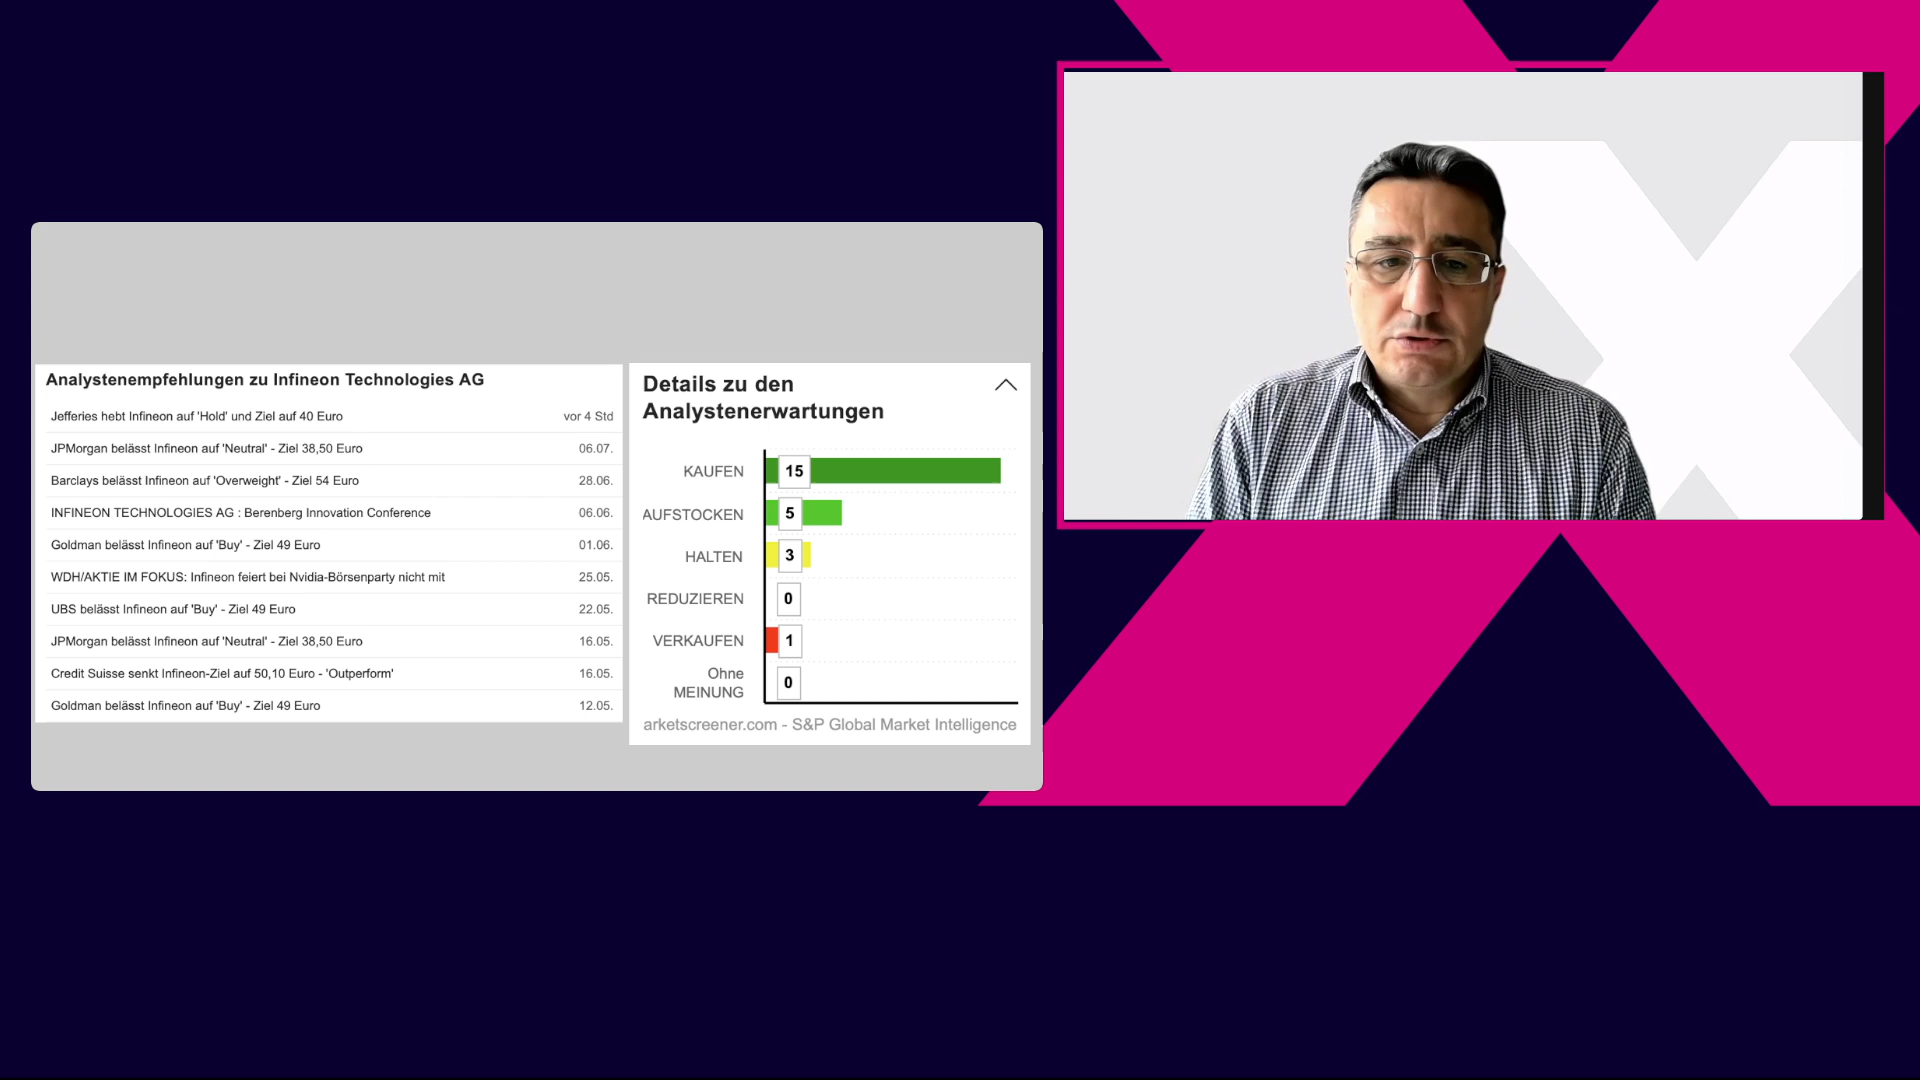 Analystenempfehlungen zu Infineon Technologies AG
Jefferies hebt Infineon auf 'Hold' und Ziel auf 40 Euro vor 4 Std
JPMorgan belässt Infineon auf 'Neutral' - Ziel 38,50 Euro 06.07.
Barclays belässt Infineon auf 'Overweight' - Ziel 54 Euro 28.06.
INFINEON TECHNOLOGIES AG : Berenberg Innovation Conference 06.06.
Goldman belässt Infineon auf 'Buy' - Ziel 49 Euro 01.06.
WDH/AKTIE IM FOKUS: Infineon feiert bei Nvidia-Börsenparty nicht mit 25.05.
UBS belässt Infineon auf 'Buy' - Ziel 49 Euro 22.05.
JPMorgan belässt Infineon auf 'Neutral' - Ziel 38,50 Euro 16.05.
Credit Suisse senkt Infineon-Ziel auf 50,10 Euro - 'Outperform' 16.05.
Goldman belässt Infineon auf 'Buy' - Ziel 49 Euro 12.05.
Details zu den
Analystenerwartungen
KAUFEN 15
AUFSTOCKEN 5
HALTEN 3
REDUZIEREN 0
VERKAUFEN 1
Ohne
MEINUNG 0
arketscreener.com - S&P Global Market Intelligence